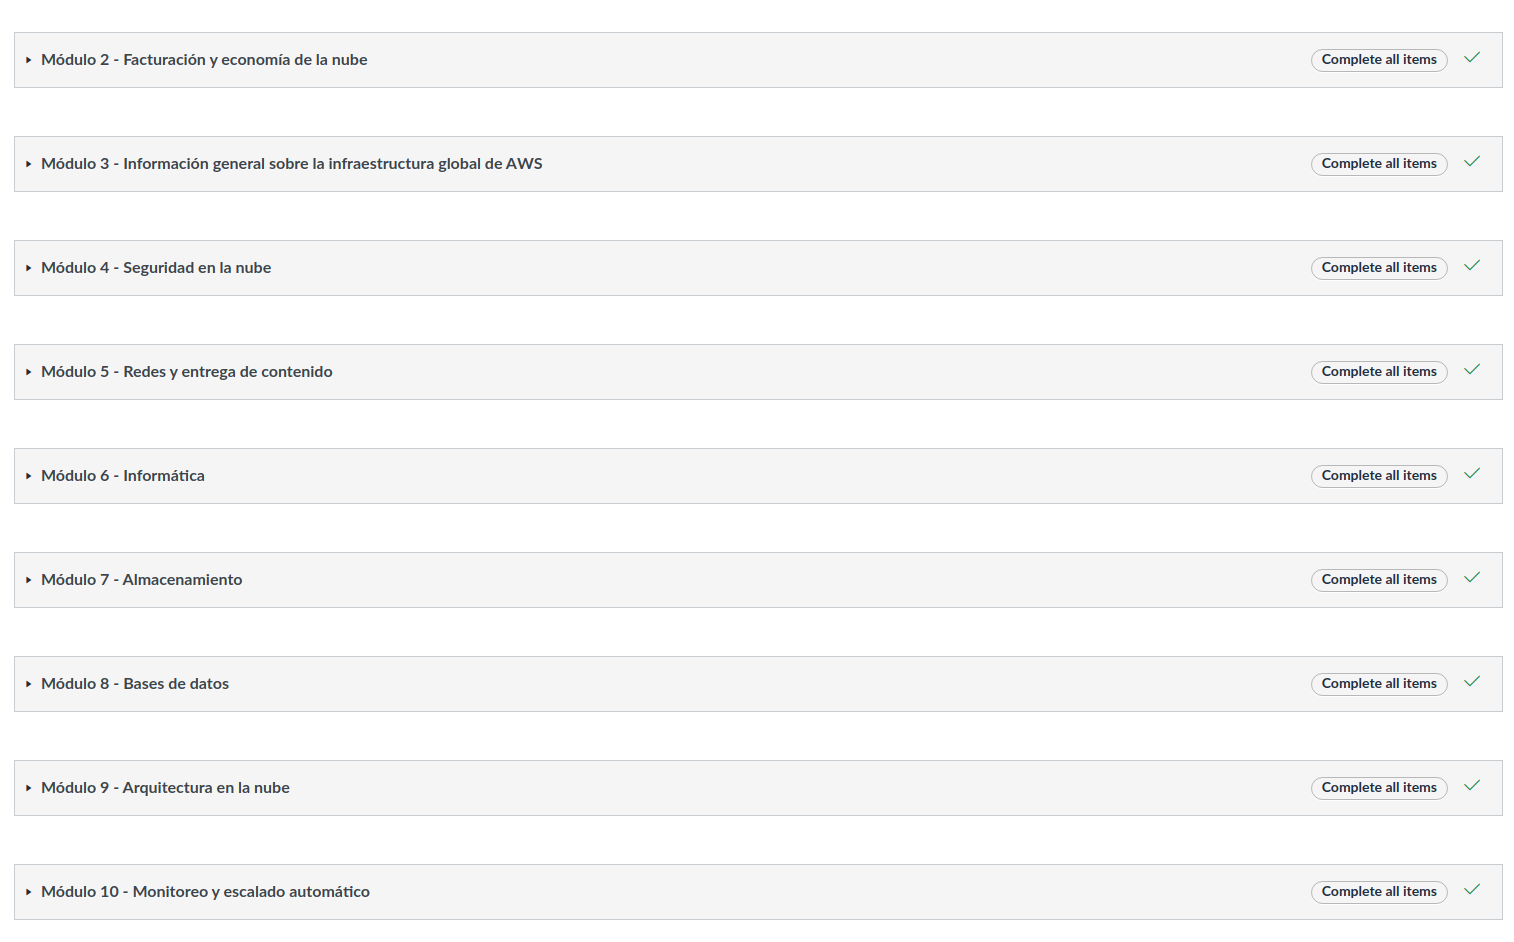 Módulo 2 - Facturación y economía de la nube Complete all items
Módulo 3 - Información general sobre la infraestructura global de AWS Complete all items
Módulo 4 - Seguridad en la nube Complete all items
Módulo 5 - Redes y entrega de contenido Complete all items
Módulo 6 - Informática Complete all items
Módulo 7 - Almacenamiento Complete all items
Módulo 8 - Bases de datos Complete all items
Módulo 9 - Arquitectura en la nube Complete all items
Módulo 10 - Monitoreo y escalado automático Complete all items